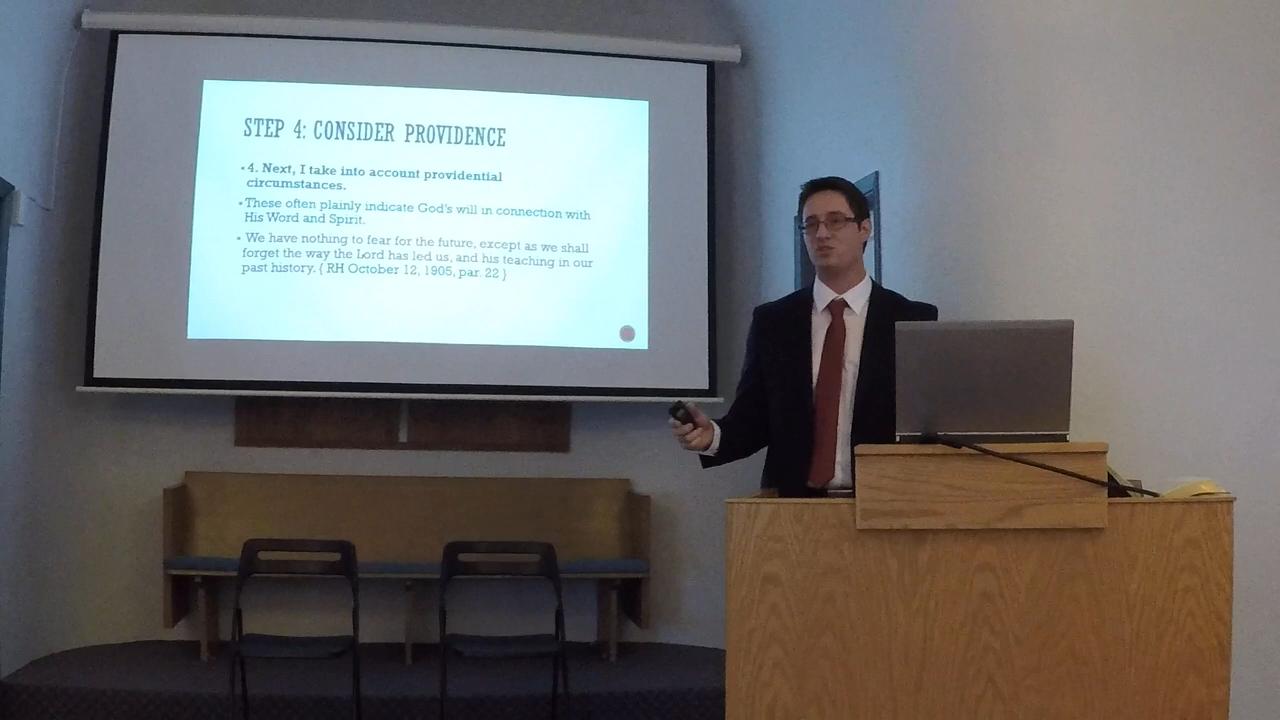 STEP 4: CONSIDER PROVIDENCE
• 4. Next, I take into account providential
circumstances.
• These often plainly indicate God's will in connection with
His Word and Spirit.
• We have nothing to fear for the future, except as we shall
forget the way the Lord has led us, and his teaching in our
past history. { RH October 12, 1905, par. 22 }